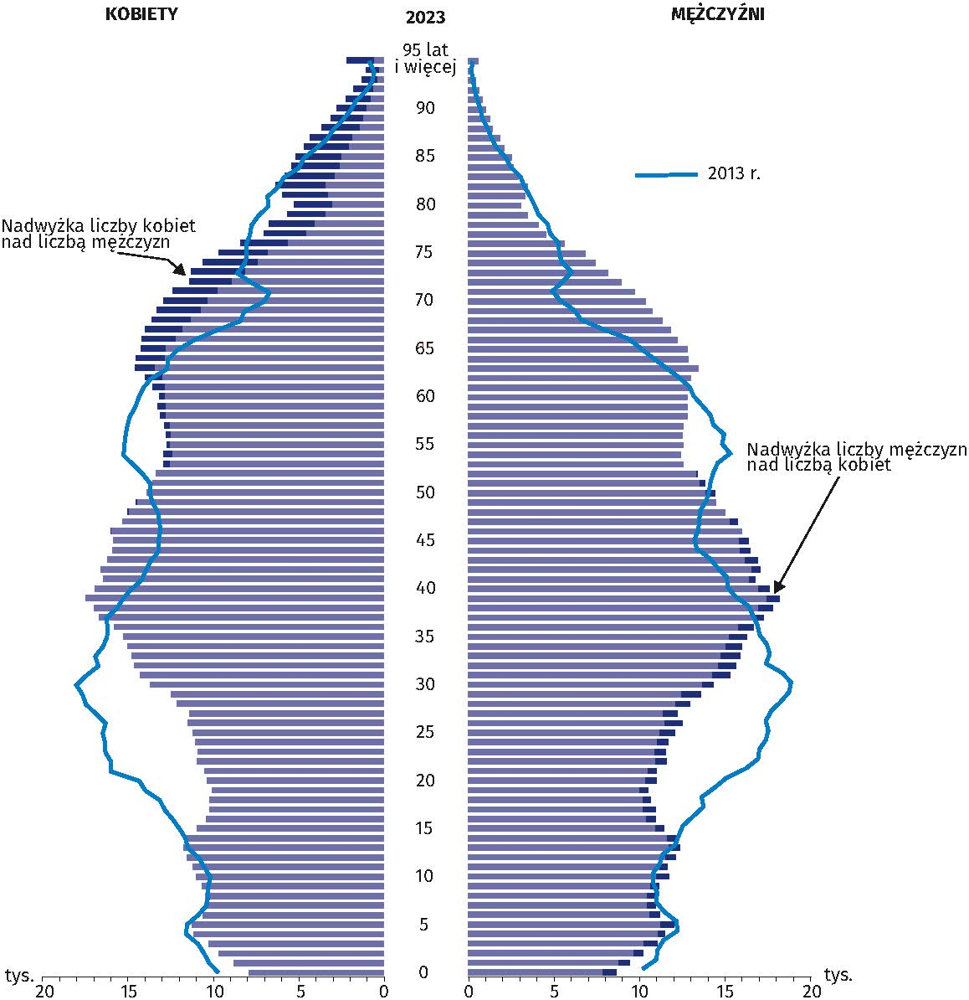 KOBIETY
2023
MĘŻCZYŹNI
95 lat
i więcej
90
85
2013 r.
80
Nadwyżka liczby kobiet
nad liczbą mężczyzn
75
70
65
60
55
Nadwyżka liczby mężczyzn
nad liczbą kobiet
50
45
40
35
30
25
20
15
10
5
0
tys.
20 15 10 5 0
0 5 10 15 20
tys.